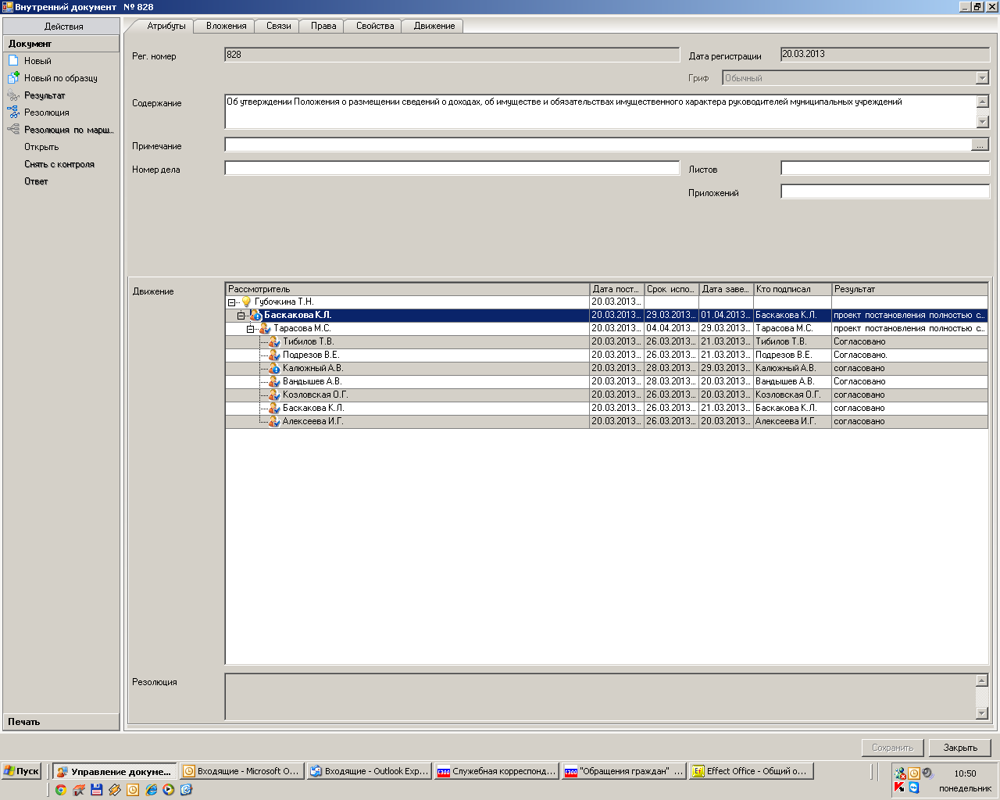 Внутренний документ № 828
Действия
Документ
Новый
Новый по образцу
Результат
Резолюция
Резолюция по марш...
Открыть
Снять с контроля
Ответ
Печать
Атрибуты Вложения Связи Права Свойства Движение
Рег. номер 828 Дата регистрации 20.03.2013
Гриф Обычный
Содержание Об утверждении Положения о размещении сведений о доходах, об имуществе и обязательствах имущественного характера руководителей муниципальных учреждений
Примечание ...
Номер дела Листов
Приложений
Движение
Рассмотритель Дата пост... Срок испо... Дата заве... Кто подписал Результат
Губочкина Т.Н. 20.03.2013...
Баскакова К.Л. 20.03.2013... 29.03.2013... 01.04.2013... Баскакова К.Л. проект постановления полностью с...
Тарасова М.С. 20.03.2013... 04.04.2013... 29.03.2013... Тарасова М.С. проект постановления полностью с...
Тибилов Т.В. 20.03.2013... 26.03.2013... 21.03.2013... Тибилов Т.В. Согласовано
Подрезов В.Е. 20.03.2013... 26.03.2013... 21.03.2013... Подрезов В.Е. Согласовано.
Калюжный А.В. 20.03.2013... 28.03.2013... 29.03.2013... Калюжный А.В. согласовано
Вандышев А.В. 20.03.2013... 28.03.2013... 20.03.2013... Вандышев А.В. Согласовано
Козловская О.Г. 20.03.2013... 26.03.2013... 20.03.2013... Козловская О.Г. согласовано
Баскакова К.Л. 20.03.2013... 26.03.2013... 21.03.2013... Баскакова К.Л. согласовано
Алексеева И.Г. 20.03.2013... 26.03.2013... 20.03.2013... Алексеева И.Г. согласовано
Резолюция
Сохранить Закрыть
Пуск Управление докуме... Входящие - Microsoft O... Входящие - Outlook Exp... Служебная корреспонд... "Обращения граждан" ... Effect Office - Общий о... 10:50
понедельник